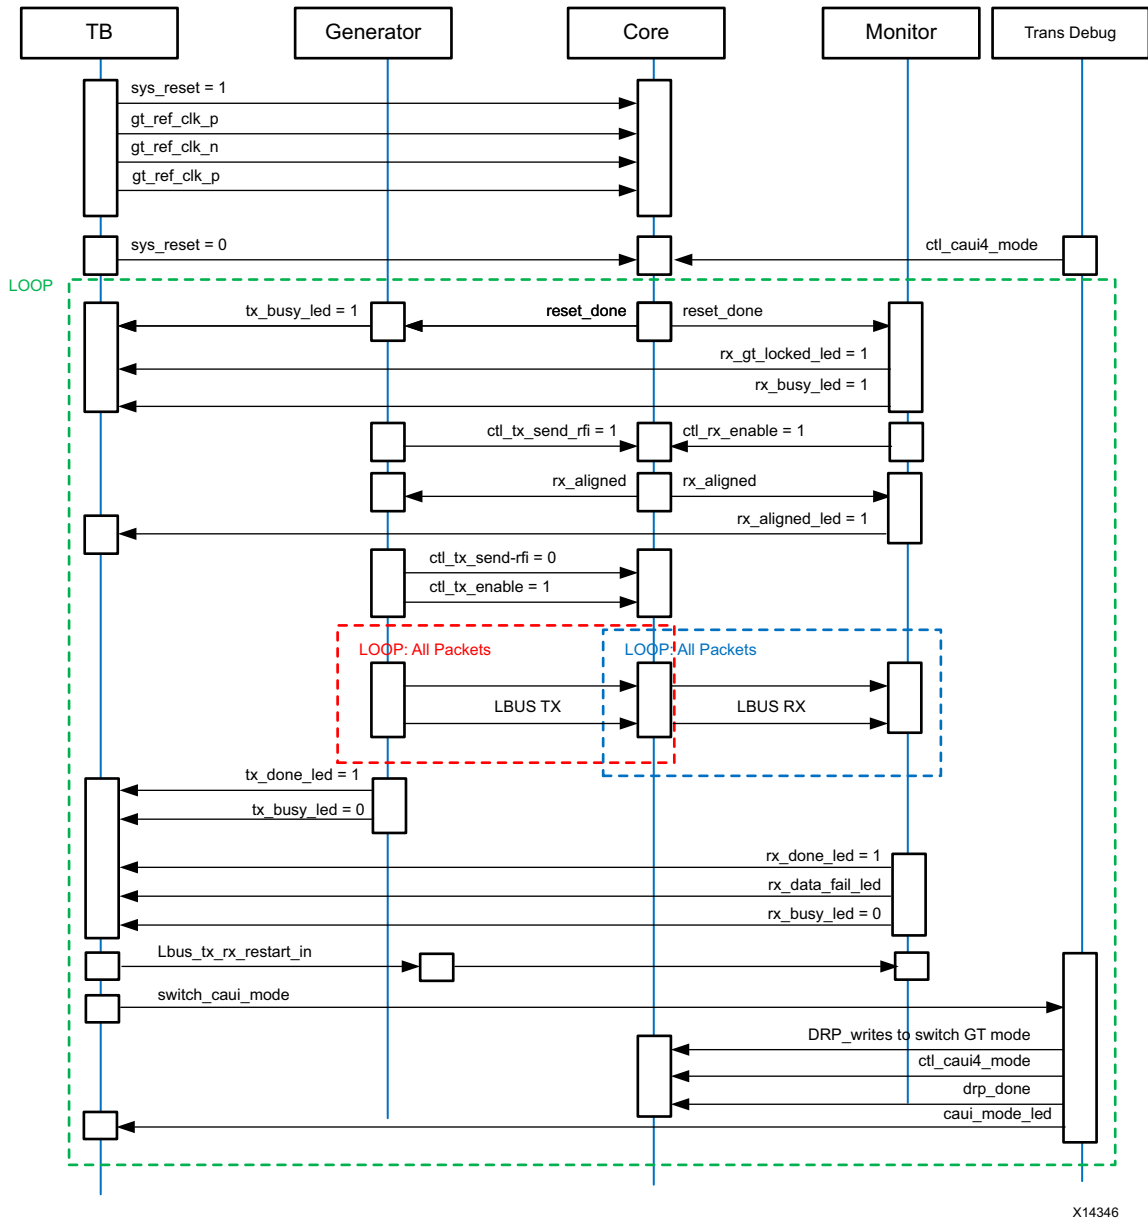 TB
Generator
Core
Monitor
Trans Debug
sys_reset = 1
gt_ref_clk_p
gt_ref_clk_n
gt_ref_clk_p
sys_reset = 0
ctl_caui4_mode
LOOP
tx_busy_led = 1
reset_done
reset_done
rx_gt_locked_led = 1
rx_busy_led = 1
ctl_tx_send_rfi = 1
ctl_rx_enable = 1
rx_aligned
rx_aligned
rx_aligned_led = 1
ctl_tx_send-rfi = 0
ctl_tx_enable = 1
LOOP: All Packets
LOOP: All Packets
LBUS TX
LBUS RX
tx_done_led = 1
tx_busy_led = 0
rx_done_led = 1
rx_data_fail_led
rx_busy_led = 0
Lbus_tx_rx_restart_in
switch_caui_mode
DRP_writes to switch GT mode
ctl_caui4_mode
drp_done
caui_mode_led
X14346